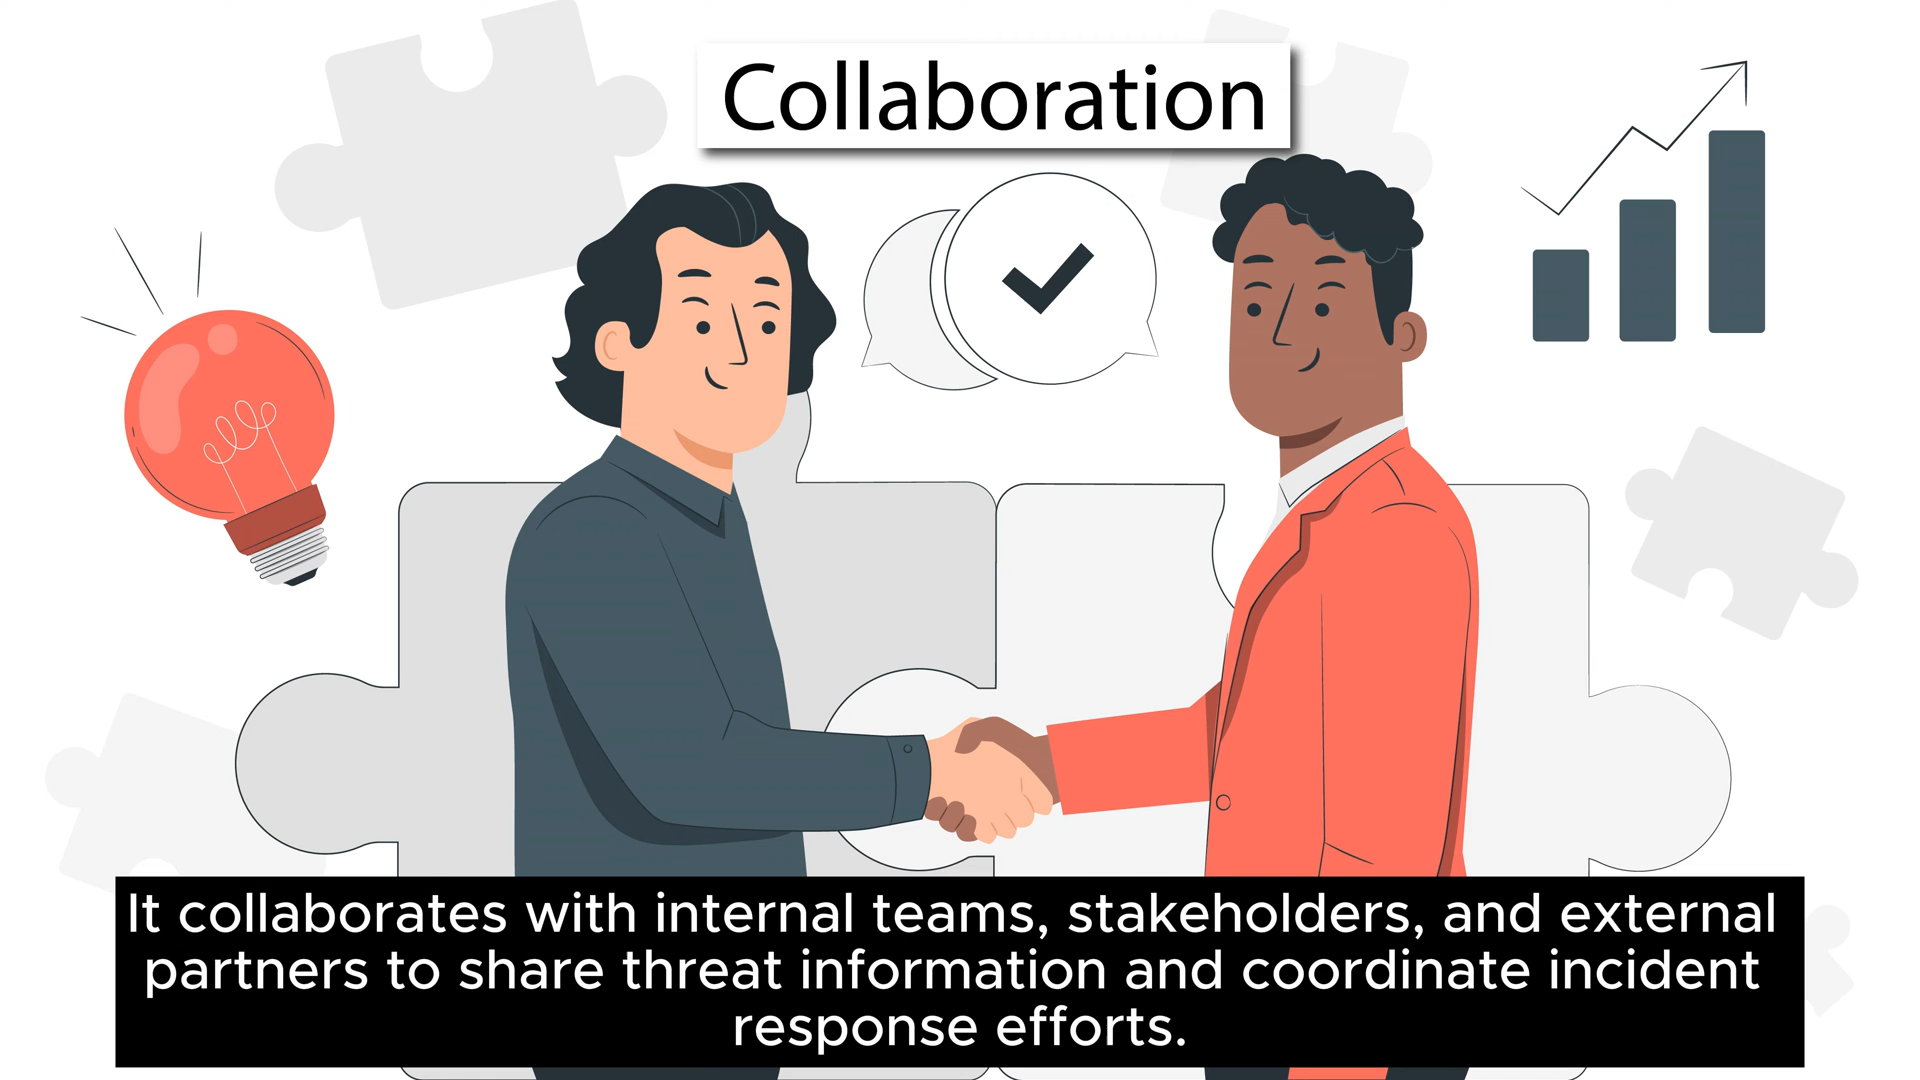 Collaboration
It collaborates with internal teams, stakeholders, and external
partners to share threat information and coordinate incident
response efforts.